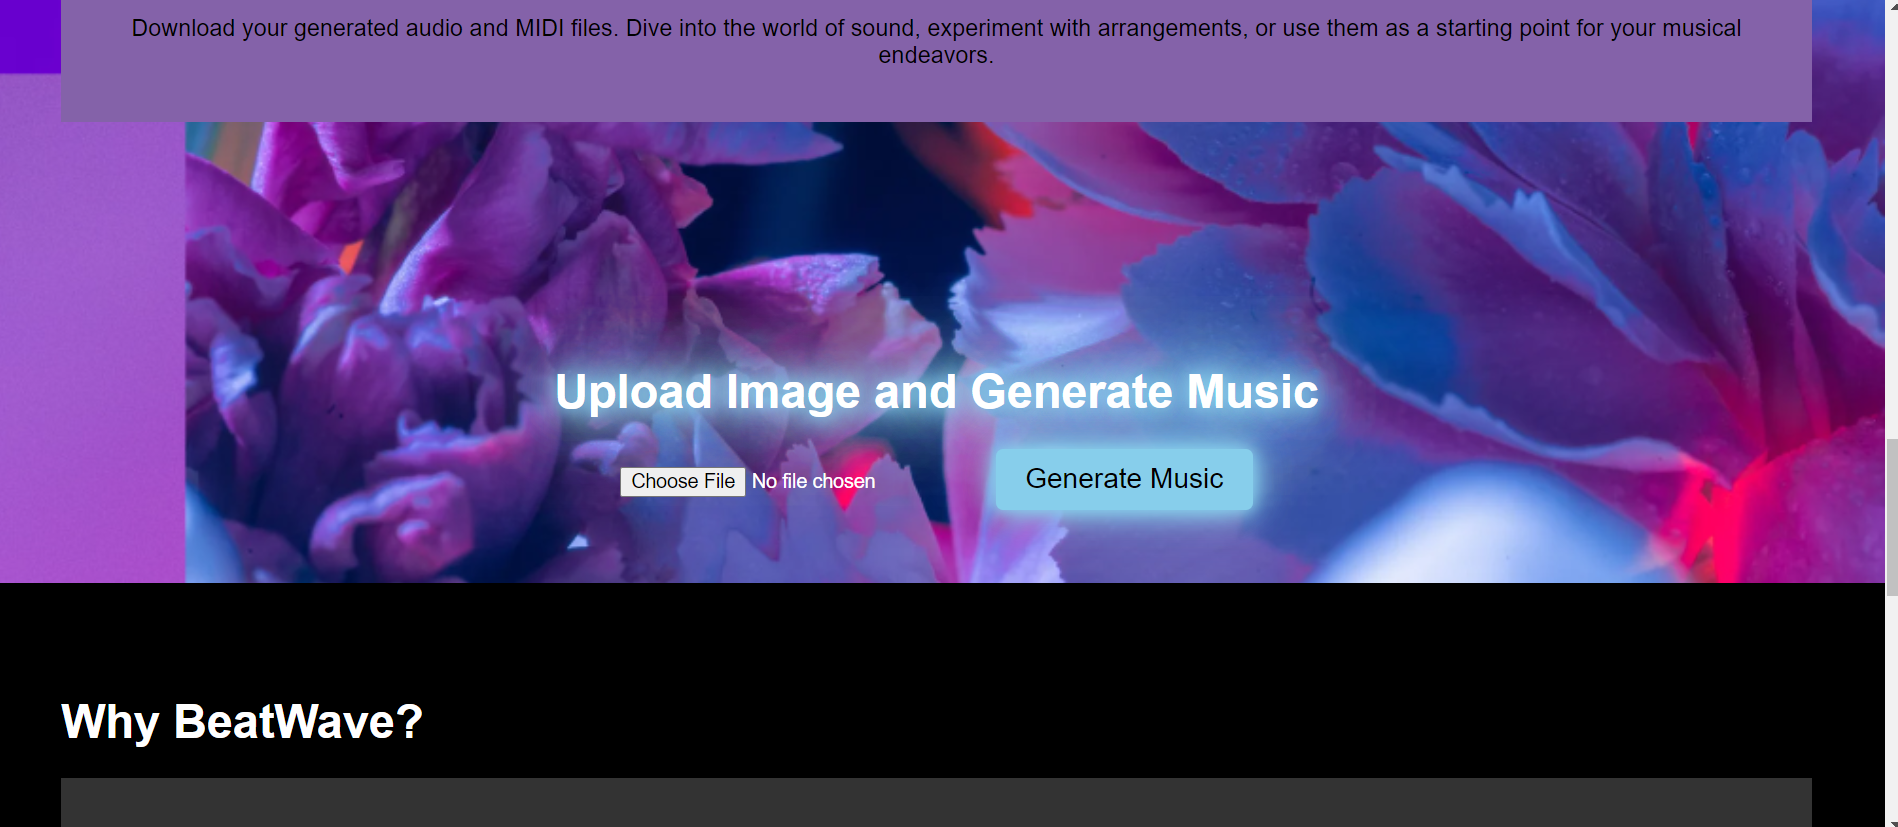 Download your generated audio and MIDI files. Dive into the world of sound, experiment with arrangements, or use them as a starting point for your musical
endeavors.
Upload Image and Generate Music
Choose File No file chosen
Generate Music
Why BeatWave?